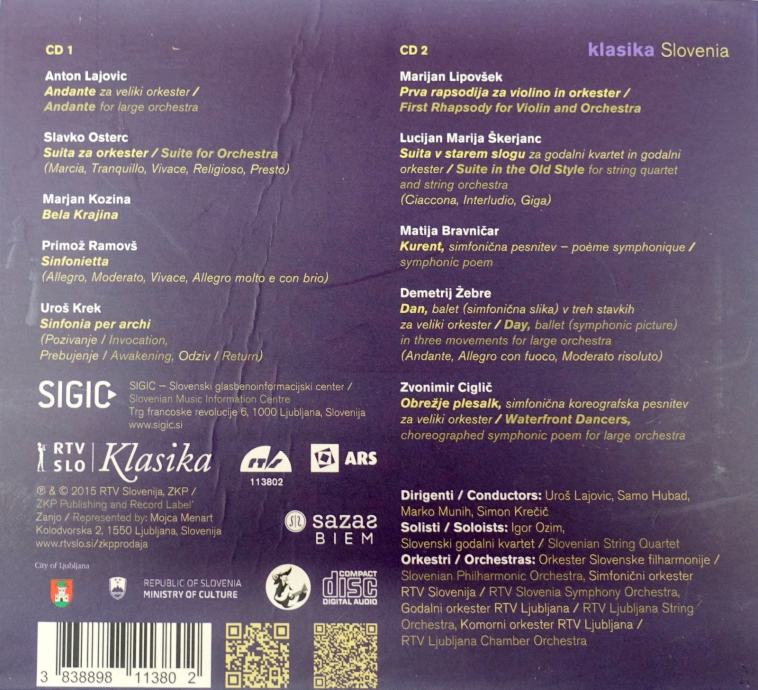 CD 1
Anton Lajovic
Andante za veliki orkester /
Andante for large orchestra
Slavko Osterc
Suita za orkester / Suite for Orchestra
(Marcia, Tranquillo, Vivace, Religioso, Presto)
Marjan Kozina
Bela Krajina
Primož Ramovš
Sinfonietta
(Allegro, Moderato, Vivace, Allegro molto e con brio)
Uroš Krek
Sinfonia per archi
(Pozivanje / Invocation,
Prebujenje / Awakening, Odziv / Return)
SIGIC
SIGIC – Slovenski glasbenoinformacijski center /
Slovenian Music Information Centre
Trg francoske revolucije 6, 1000 Ljubljana, Slovenija
www.sigic.si
RTV
SLO
Klasika
113802
ARS
℗ & © 2015 RTV Slovenija, ZKP /
ZKP Publishing and Record Label
Zanjo / Represented by: Mojca Menart
Kolodvorska 2, 1550 Ljubljana, Slovenija
www.rtvslo.si/zkpprodaja
sazas
BIEM
City of Ljubljana
REPUBLIC OF SLOVENIA
MINISTRY OF CULTURE
COMPACT
disc
DIGITAL AUDIO
3 838898 11380 2
klasika Slovenia
CD 2
Marijan Lipovšek
Prva rapsodija za violino in orkester /
First Rhapsody for Violin and Orchestra
Lucijan Marija Škerjanc
Suita v starem slogu za godalni kvartet in godalni
orkester / Suite in the Old Style for string quartet
and string orchestra
(Ciaccona, Interludio, Giga)
Matija Bravničar
Kurent, simfonična pesnitev – poème symphonique /
symphonic poem
Demetrij Žebre
Dan, balet (simfonična slika) v treh stavkih
za veliki orkester / Day, ballet (symphonic picture)
in three movements for large orchestra
(Andante, Allegro con fuoco, Moderato risoluto)
Zvonimir Ciglič
Obrežje plesalk, simfonična koreografska pesnitev
za veliki orkester / Waterfront Dancers,
choreographed symphonic poem for large orchestra
Dirigenti / Conductors: Uroš Lajovic, Samo Hubad,
Marko Munih, Simon Krečič
Solisti / Soloists: Igor Ozim,
Slovenski godalni kvartet / Slovenian String Quartet
Orkestri / Orchestras: Orkester Slovenske filharmonije /
Slovenian Philharmonic Orchestra, Simfonični orkester
RTV Slovenija / RTV Slovenia Symphony Orchestra,
Godalni orkester RTV Ljubljana / RTV Ljubljana String
Orchestra, Komorni orkester RTV Ljubljana /
RTV Ljubljana Chamber Orchestra